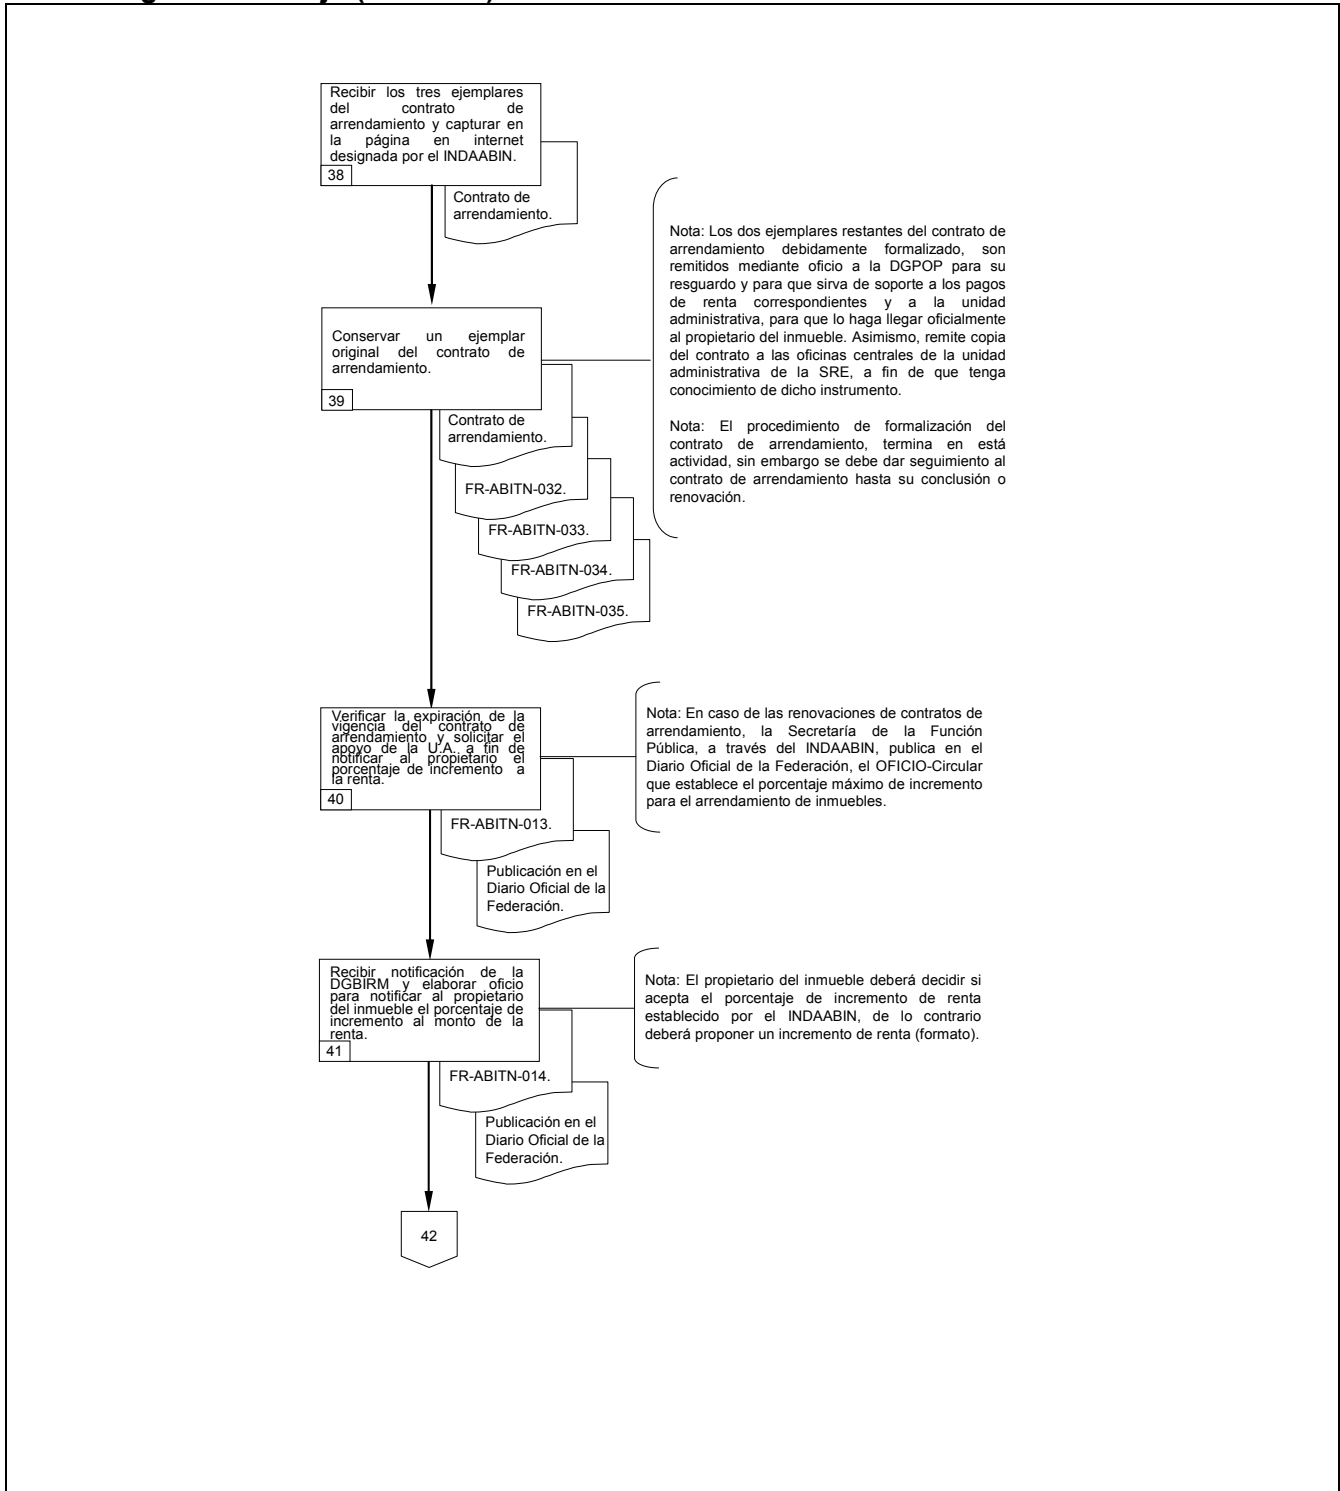 Recibir los tres ejemplares
del contrato de
arrendamiento y capturar en
la página en internet
designada por el INDAABIN.
38
Contrato de
arrendamiento.
Nota: Los dos ejemplares restantes del contrato de
arrendamiento debidamente formalizado, son
remitidos mediante oficio a la DGPOP para su
resguardo y para que sirva de soporte a los pagos
de renta correspondientes y a la unidad
administrativa, para que lo haga llegar oficialmente
al propietario del inmueble. Asimismo, remite copia
del contrato a las oficinas centrales de la unidad
administrativa de la SRE, a fin de que tenga
conocimiento de dicho instrumento.
Nota: El procedimiento de formalización del
contrato de arrendamiento, termina en está
actividad, sin embargo se debe dar seguimiento al
contrato de arrendamiento hasta su conclusión o
renovación.
Conservar un ejemplar
original del contrato de
arrendamiento.
39
Contrato de
arrendamiento.
FR-ABITN-032.
FR-ABITN-033.
FR-ABITN-034.
FR-ABITN-035.
Verificar la expiración de la
vigencia del contrato de
arrendamiento y solicitar el
apoyo de la U.A. a fin de
notificar al propietario el
porcentaje de incremento a
la renta.
40
FR-ABITN-013.
Publicación en el
Diario Oficial de la
Federación.
Nota: En caso de las renovaciones de contratos de
arrendamiento, la Secretaría de la Función
Pública, a través del INDAABIN, publica en el
Diario Oficial de la Federación, el OFICIO-Circular
que establece el porcentaje máximo de incremento
para el arrendamiento de inmuebles.
Recibir notificación de la
DGBIRM y elaborar oficio
para notificar al propietario
del inmueble el porcentaje de
incremento al monto de la
renta.
41
FR-ABITN-014.
Publicación en el
Diario Oficial de la
Federación.
Nota: El propietario del inmueble deberá decidir si
acepta el porcentaje de incremento de renta
establecido por el INDAABIN, de lo contrario
deberá proponer un incremento de renta (formato).
42